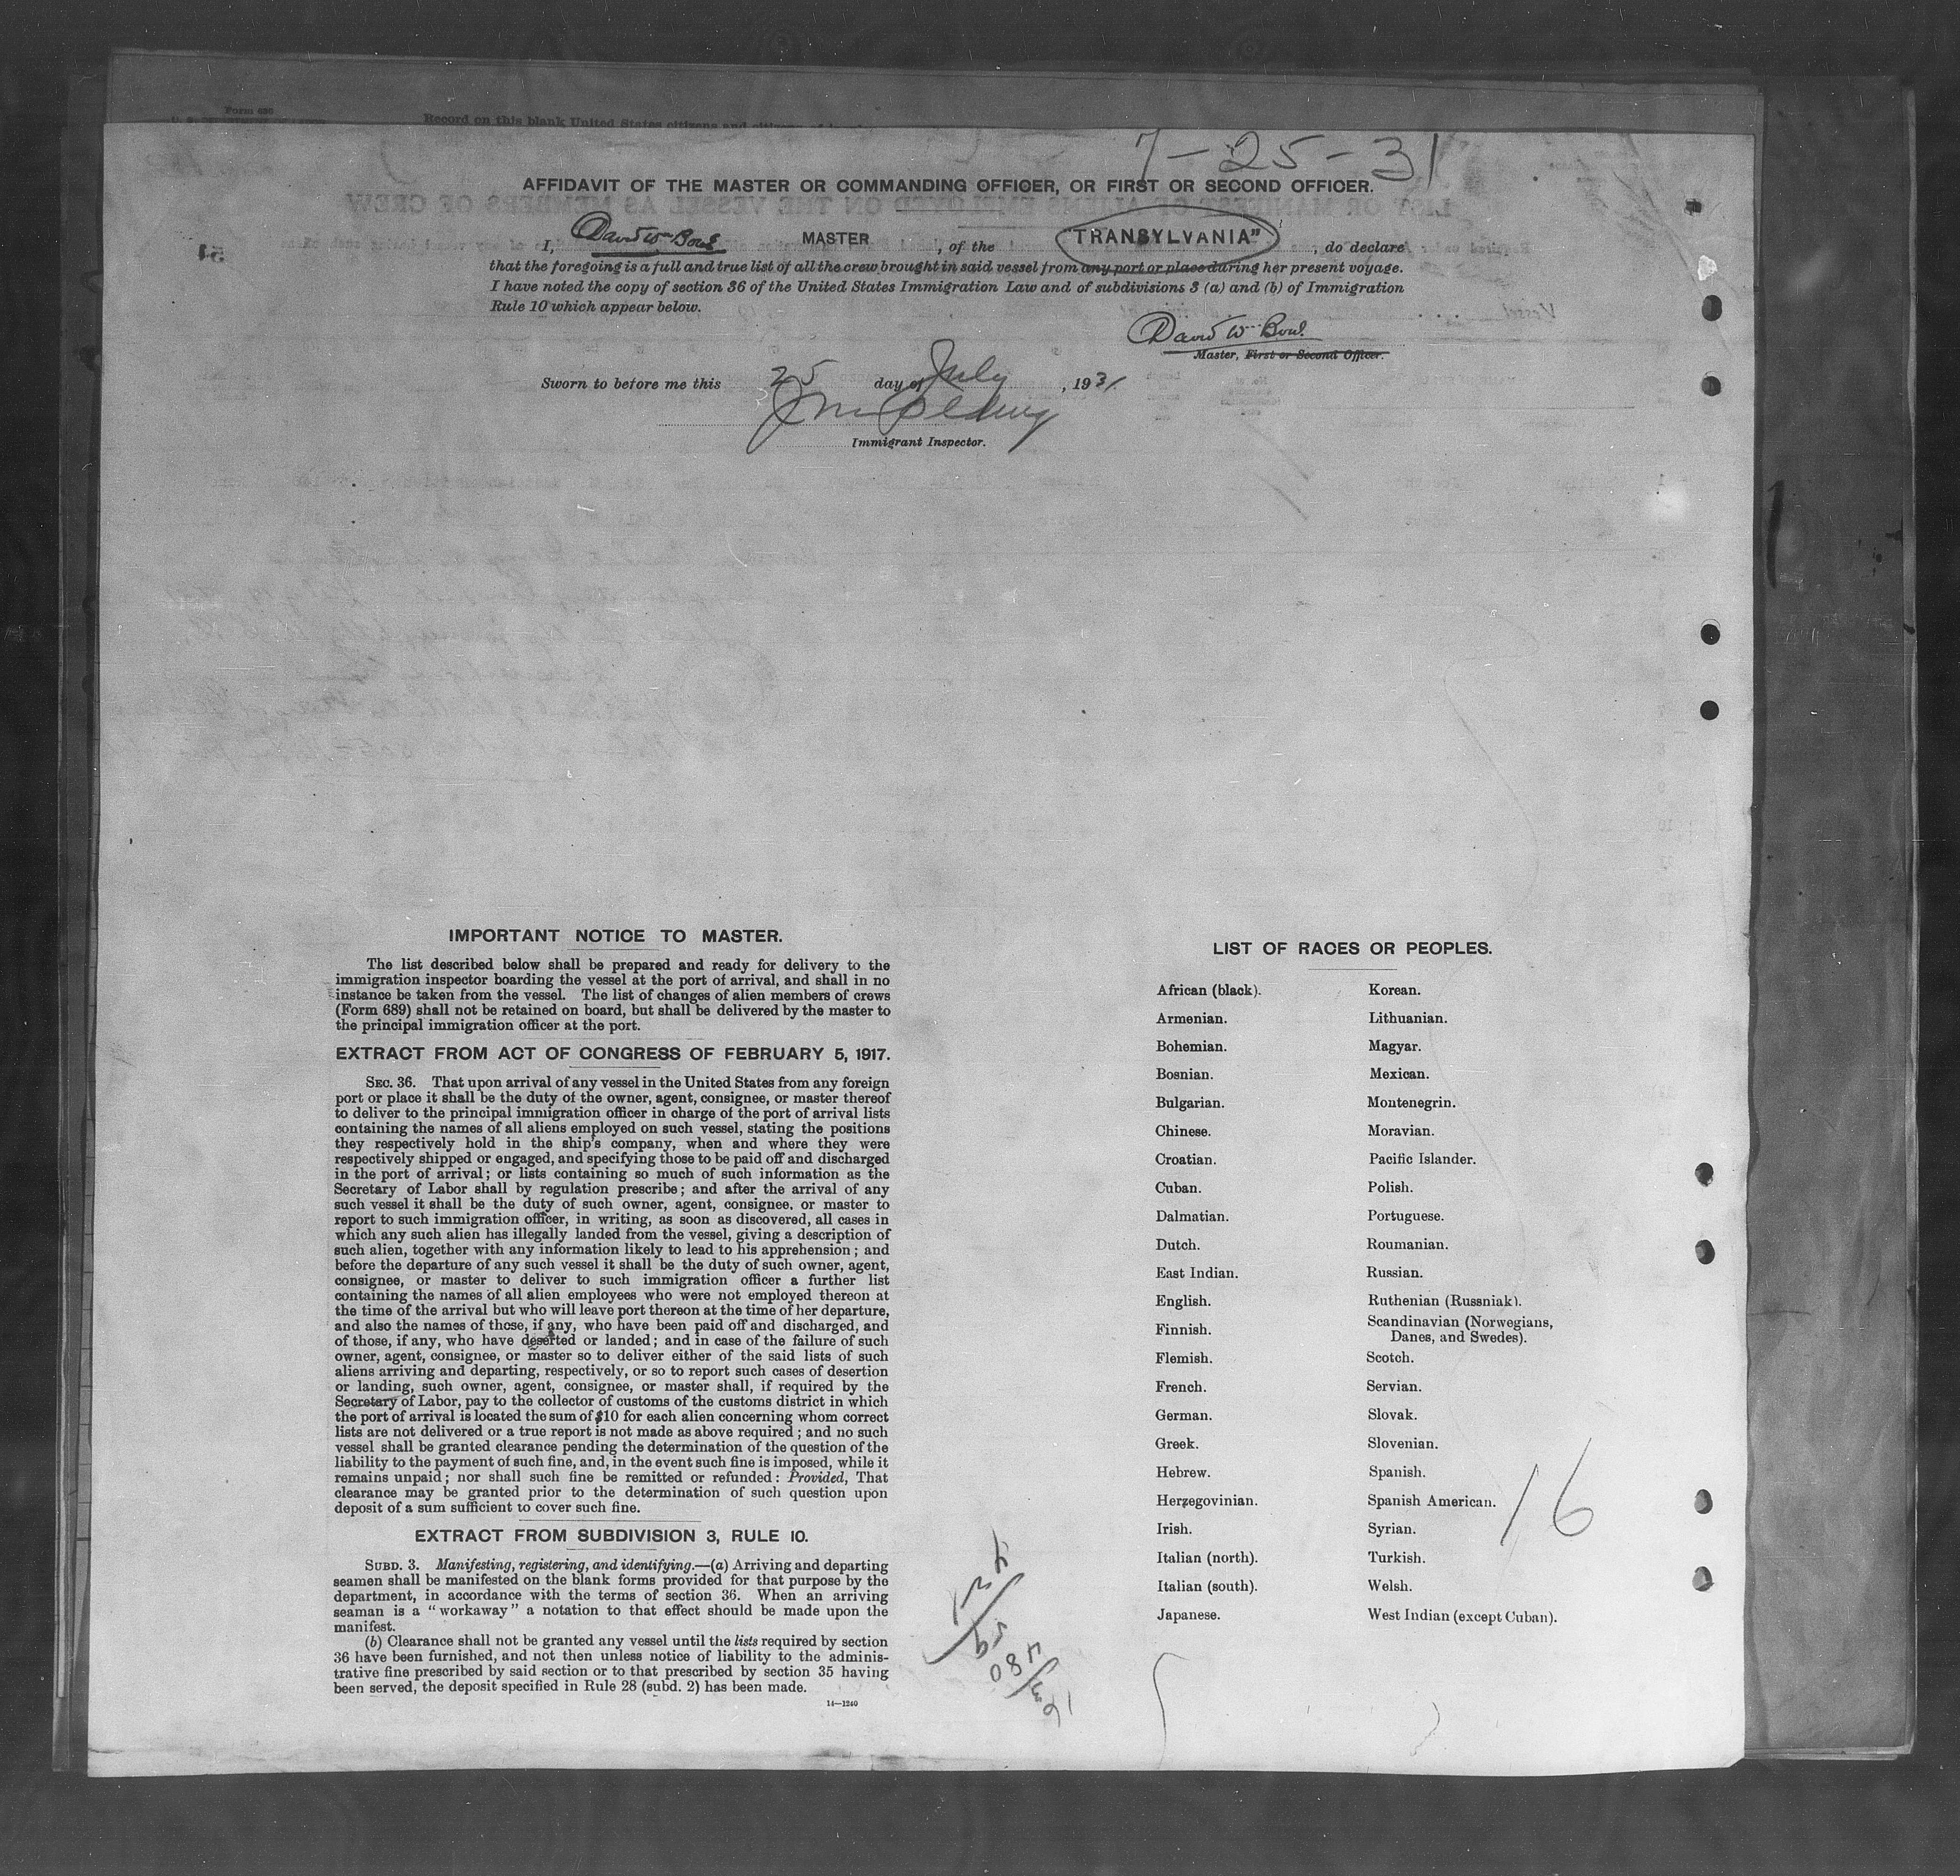 Form 689
Record on this blank United States citizens and citizens of
7-25-31
AFFIDAVIT OF THE MASTER OR COMMANDING OFFICER, OR FIRST OR SECOND OFFICER.
LIST OR MANIFEST OF ALIENS EMPLOYED ON THE VESSEL AS MEMBERS OF CREW
I, David Wm Bone MASTER, of the "TRANSYLVANIA", do declare
that the foregoing is a full and true list of all the crew brought in said vessel from any port or place during her present voyage.
I have noted the copy of section 36 of the United States Immigration Law and of subdivisions 3 (a) and (b) of Immigration
Rule 10 which appear below.
Vessel
David Wm Bone
Master, First or Second Officer.
Sworn to before me this 25 day of July, 1931
Immigrant Inspector.
IMPORTANT NOTICE TO MASTER.
The list described below shall be prepared and ready for delivery to the
immigration inspector boarding the vessel at the port of arrival, and shall in no
instance be taken from the vessel. The list of changes of alien members of crews
(Form 689) shall not be retained on board, but shall be delivered by the master to
the principal immigration officer at the port.
EXTRACT FROM ACT OF CONGRESS OF FEBRUARY 5, 1917.
SEC. 36. That upon arrival of any vessel in the United States from any foreign
port or place it shall be the duty of the owner, agent, consignee, or master thereof
to deliver to the principal immigration officer in charge of the port of arrival lists
containing the names of all aliens employed on such vessel, stating the positions
they respectively hold in the ship's company, when and where they were
respectively shipped or engaged, and specifying those to be paid off and discharged
in the port of arrival; or lists containing so much of such information as the
Secretary of Labor shall by regulation prescribe; and after the arrival of any
such vessel it shall be the duty of such owner, agent, consignee, or master to
report to such immigration officer, in writing, as soon as discovered, all cases in
which any such alien has illegally landed from the vessel, giving a description of
such alien, together with any information likely to lead to his apprehension; and
before the departure of any such vessel it shall be the duty of such owner, agent,
consignee, or master to deliver to such immigration officer a further list
containing the names of all alien employees who were not employed thereon at
the time of the arrival but who will leave port thereon at the time of her departure,
and also the names of those, if any, who have been paid off and discharged, and
of those, if any, who have deserted or landed; and in case of the failure of such
owner, agent, consignee, or master so to deliver either of the said lists of such
aliens arriving and departing, respectively, or so to report such cases of desertion
or landing, such owner, agent, consignee, or master shall, if required by the
Secretary of Labor, pay to the collector of customs of the customs district in which
the port of arrival is located the sum of $10 for each alien concerning whom correct
lists are not delivered or a true report is not made as above required; and no such
vessel shall be granted clearance pending the determination of the question of the
liability to the payment of such fine, and, in the event such fine is imposed, while it
remains unpaid; nor shall such fine be remitted or refunded: Provided, That
clearance may be granted prior to the determination of such question upon
deposit of a sum sufficient to cover such fine.
EXTRACT FROM SUBDIVISION 3, RULE 10.
SUBD. 3. Manifesting, registering, and identifying.—(a) Arriving and departing
seamen shall be manifested on the blank forms provided for that purpose by the
department, in accordance with the terms of section 36. When an arriving
seaman is a "workaway" a notation to that effect should be made upon the
manifest.
(b) Clearance shall not be granted any vessel until the lists required by section
36 have been furnished, and not then unless notice of liability to the adminis-
trative fine prescribed by said section or to that prescribed by section 35 having
been served, the deposit specified in Rule 28 (subd. 2) has been made.
14—1240
LIST OF RACES OR PEOPLES.
African (black).
Armenian.
Bohemian.
Bosnian.
Bulgarian.
Chinese.
Croatian.
Cuban.
Dalmatian.
Dutch.
East Indian.
English.
Finnish.
Flemish.
French.
German.
Greek.
Hebrew.
Herzegovinian.
Irish.
Italian (north).
Italian (south).
Japanese.
Korean.
Lithuanian.
Magyar.
Mexican.
Montenegrin.
Moravian.
Pacific Islander.
Polish.
Portuguese.
Roumanian.
Russian.
Ruthenian (Russniak).
Scandinavian (Norwegians,
Danes, and Swedes).
Scotch.
Servian.
Slovak.
Slovenian.
Spanish.
Spanish American.
Syrian.
Turkish.
Welsh.
West Indian (except Cuban).
16